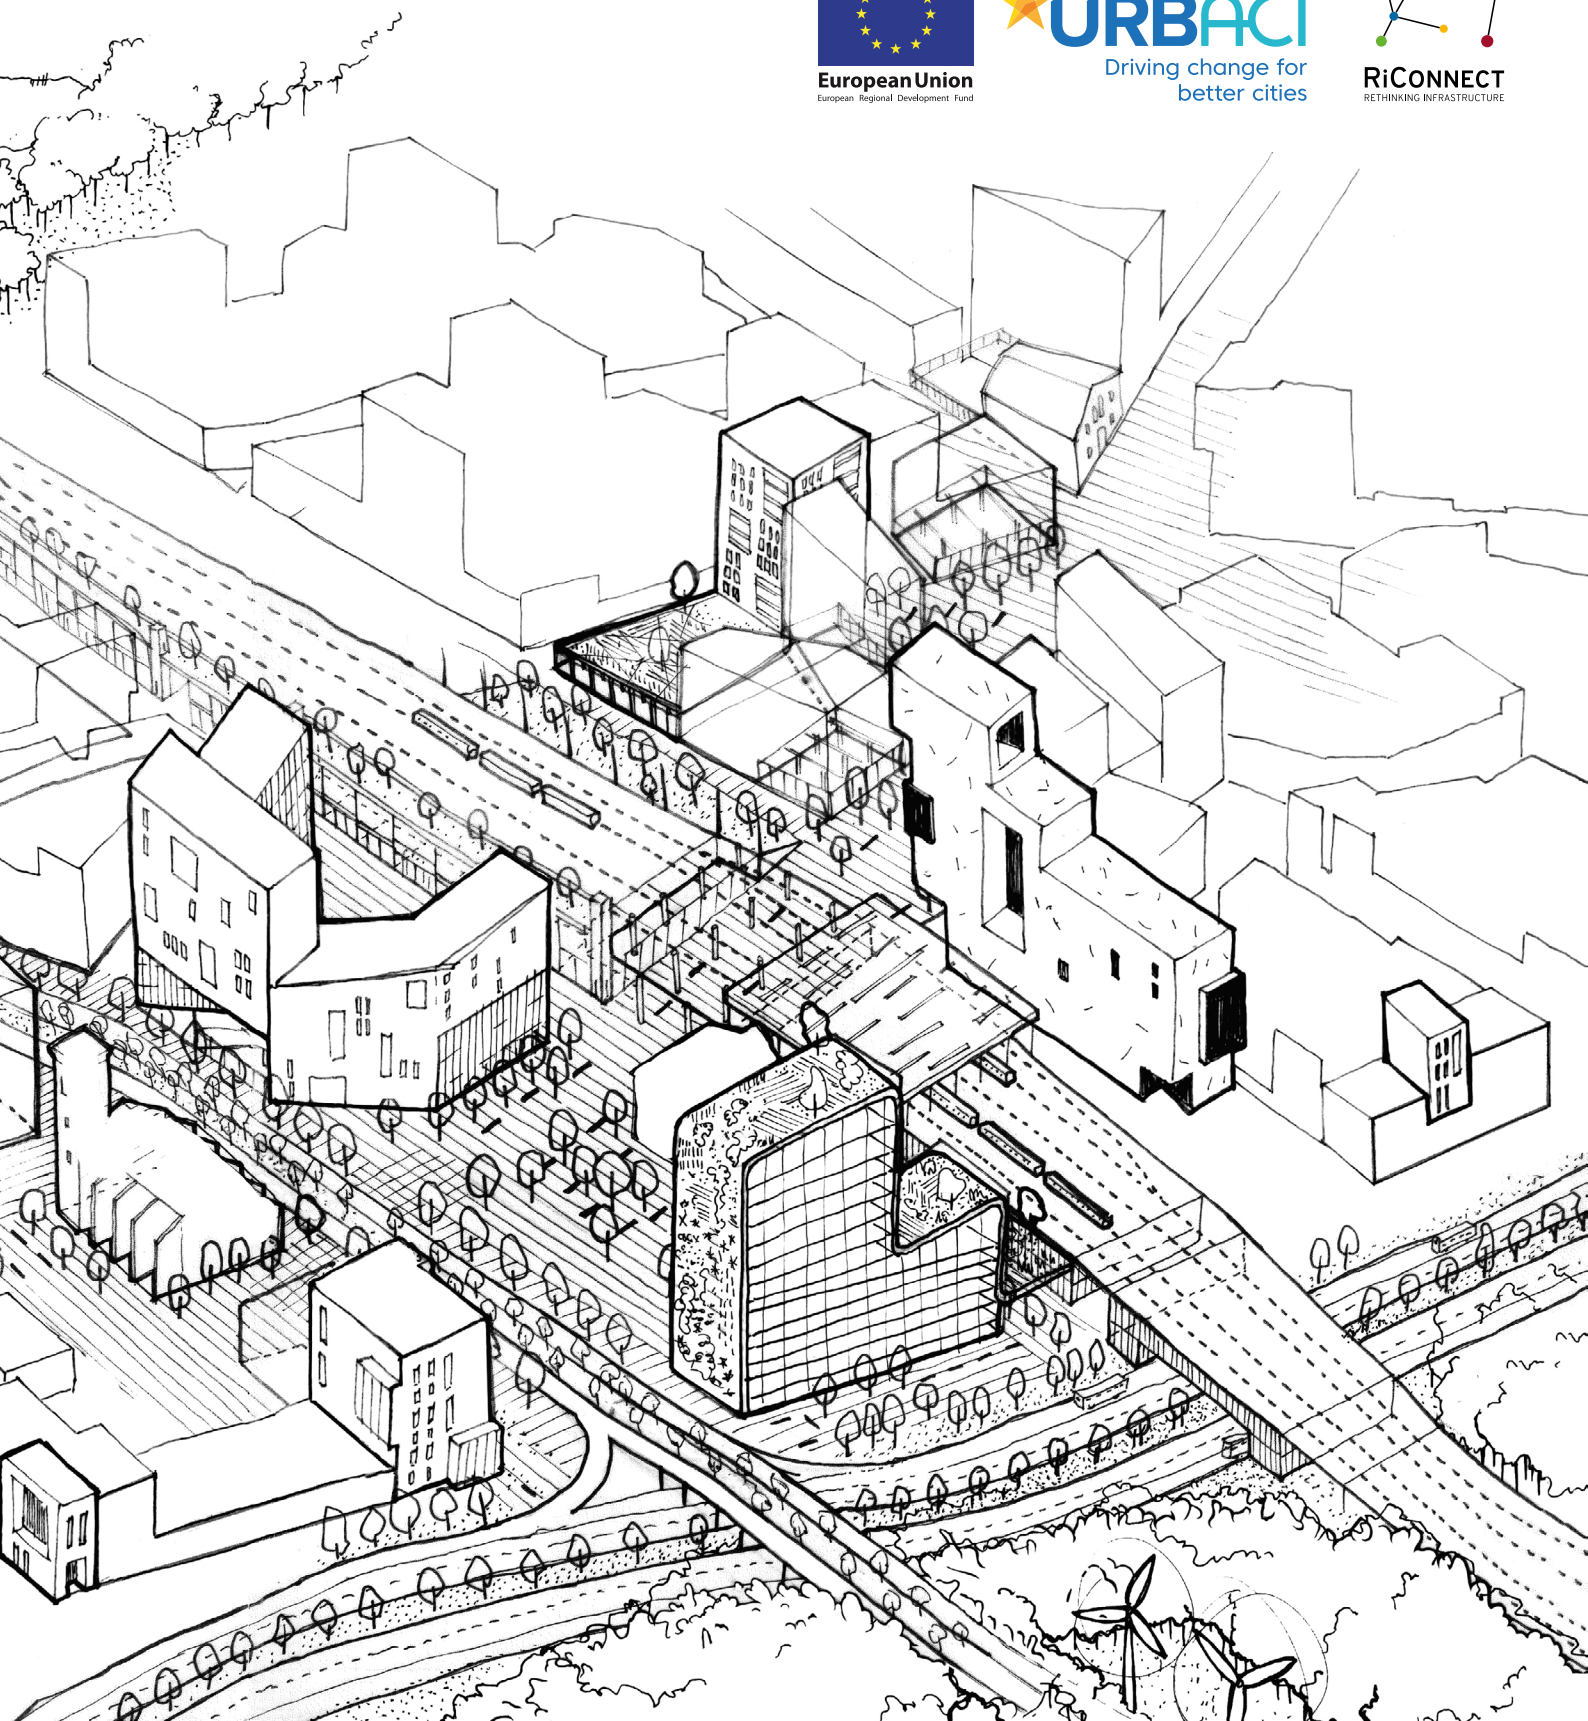 European Union
European Regional Development Fund
URBACT
Driving change for
better cities
RiCONNECT
RETHINKING INFRASTRUCTURE